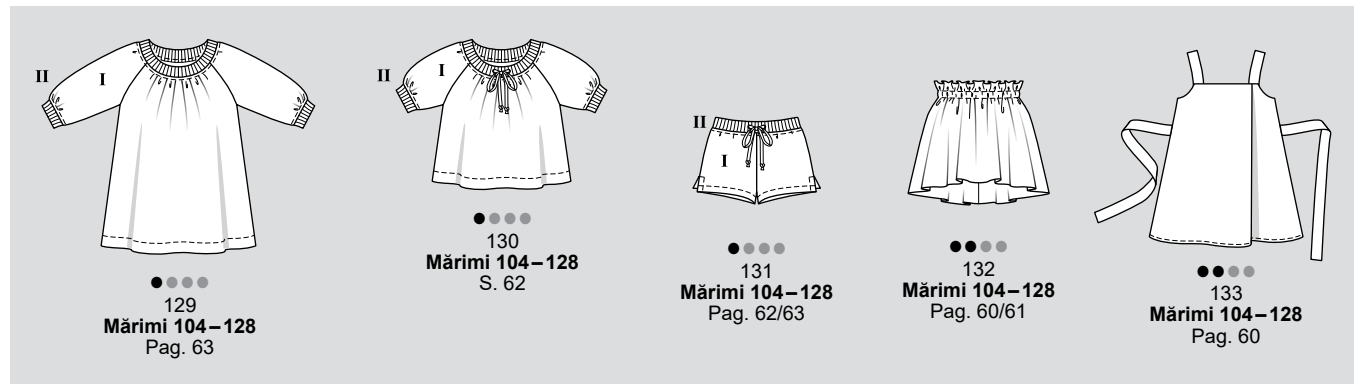 II I
129
Mărimi 104–128
Pag. 63
II I
130
Mărimi 104–128
S. 62
II
I
131
Mărimi 104–128
Pag. 62/63
132
Mărimi 104–128
Pag. 60/61
133
Mărimi 104–128
Pag. 60